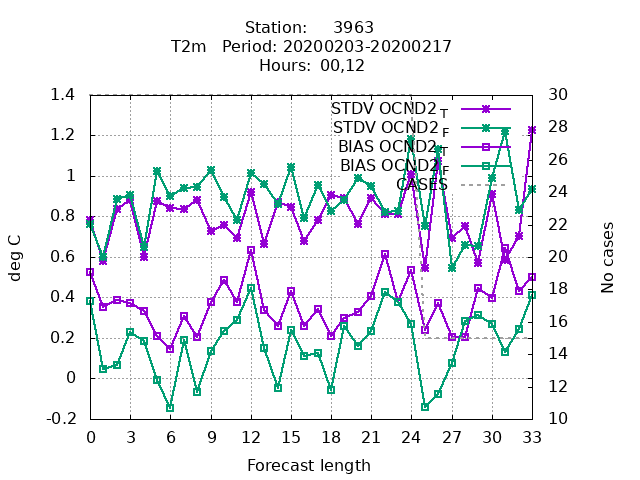 Station: 3963
T2m Period: 20200203-20200217
Hours: 00,12
1.4
1.2
1
0.8
0.6
0.4
0.2
0
-0.2
30
28
26
24
22
20
18
16
14
12
10
STDV OCND2 T
STDV OCND2 F
BIAS OCND2 T
BIAS OCND2 F
CASES
deg C
No cases
0 3 6 9 12 15 18 21 24 27 30 33
Forecast length